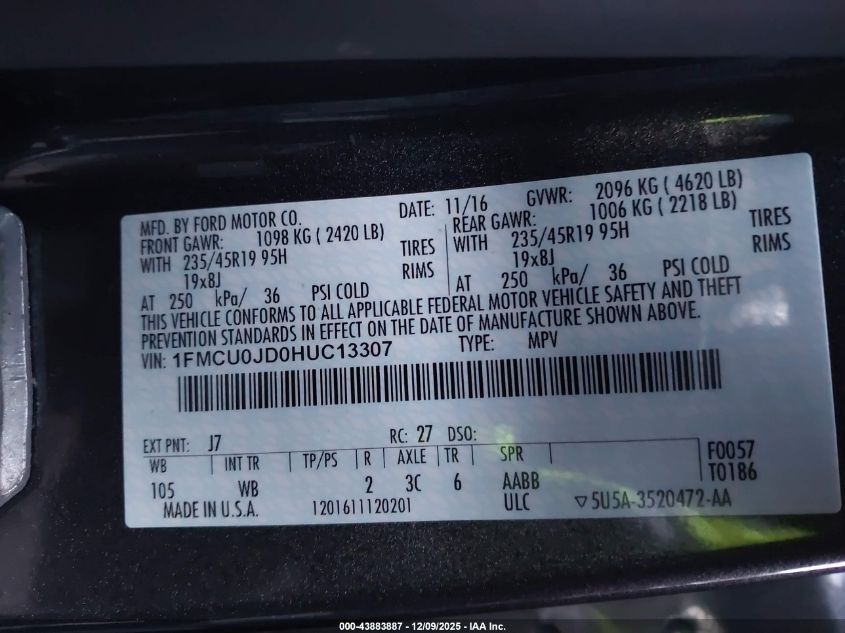 MFD. BY FORD MOTOR CO. DATE: 11/16 GVWR: 2096 KG ( 4620 LB)
FRONT GAWR: 1098 KG ( 2420 LB) REAR GAWR: 1006 KG ( 2218 LB)
WITH 235/45R19 95H TIRES WITH 235/45R19 95H TIRES
19x8J RIMS 19x8J RIMS
AT 250 kPa/ 36 PSI COLD AT 250 kPa/ 36 PSI COLD
THIS VEHICLE CONFORMS TO ALL APPLICABLE FEDERAL MOTOR VEHICLE SAFETY AND THEFT
PREVENTION STANDARDS IN EFFECT ON THE DATE OF MANUFACTURE SHOWN ABOVE.
VIN: 1FMCU0JD0HUC13307 TYPE: MPV
EXT PNT: J7 RC: 27 DSO:
WB INT TR TP/PS R AXLE TR SPR F0057
105 WB 2 3C 6 AABB T0186
MADE IN U.S.A. 1201611120201 ULC ▽5U5A-3520472-AA
000-43883887 - 12/09/2025 - IAA Inc.